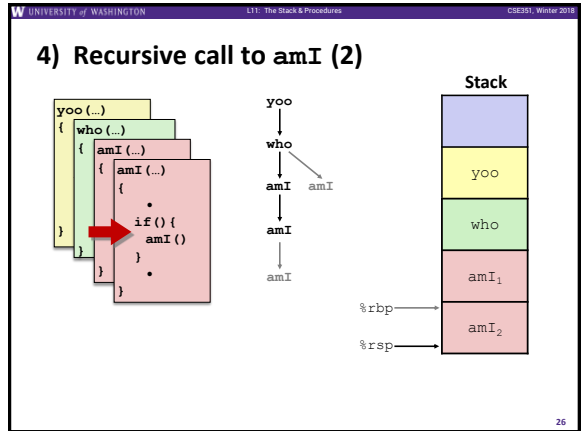 W UNIVERSITY of WASHINGTON
L11: The Stack & Procedures
CSE351, Winter 2018
4) Recursive call to amI (2)
yoo(…)
{
}
who(…)
{
}
amI(…)
{
}
amI(…)
{
•
if(){
amI()
}
•
}
yoo
who
amI amI
amI
amI
Stack
yoo
who
amI₁
%rbp
amI₂
%rsp
26